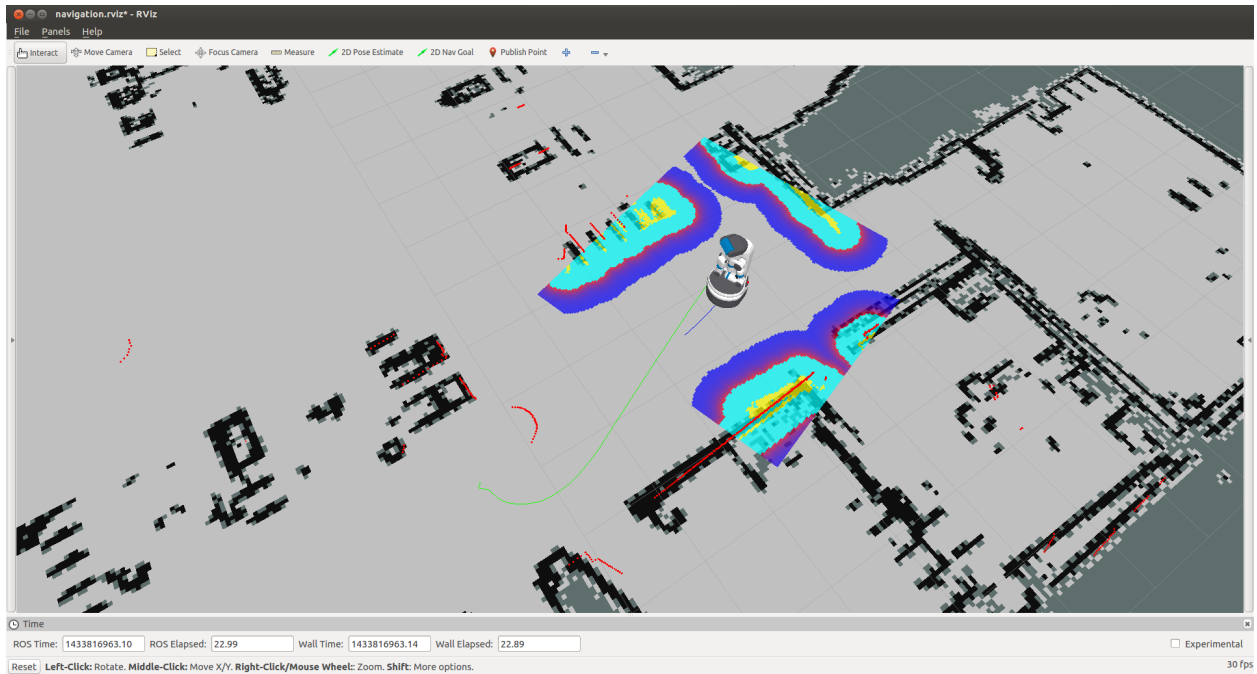 navigation.rviz* - RViz
File Panels Help
Interact Move Camera Select Focus Camera Measure 2D Pose Estimate 2D Nav Goal Publish Point
Time
ROS Time: 1433816963.10 ROS Elapsed: 22.99 Wall Time: 1433816963.14 Wall Elapsed: 22.89 Experimental
Reset Left-Click: Rotate. Middle-Click: Move X/Y. Right-Click/Mouse Wheel:: Zoom. Shift: More options. 30 fps